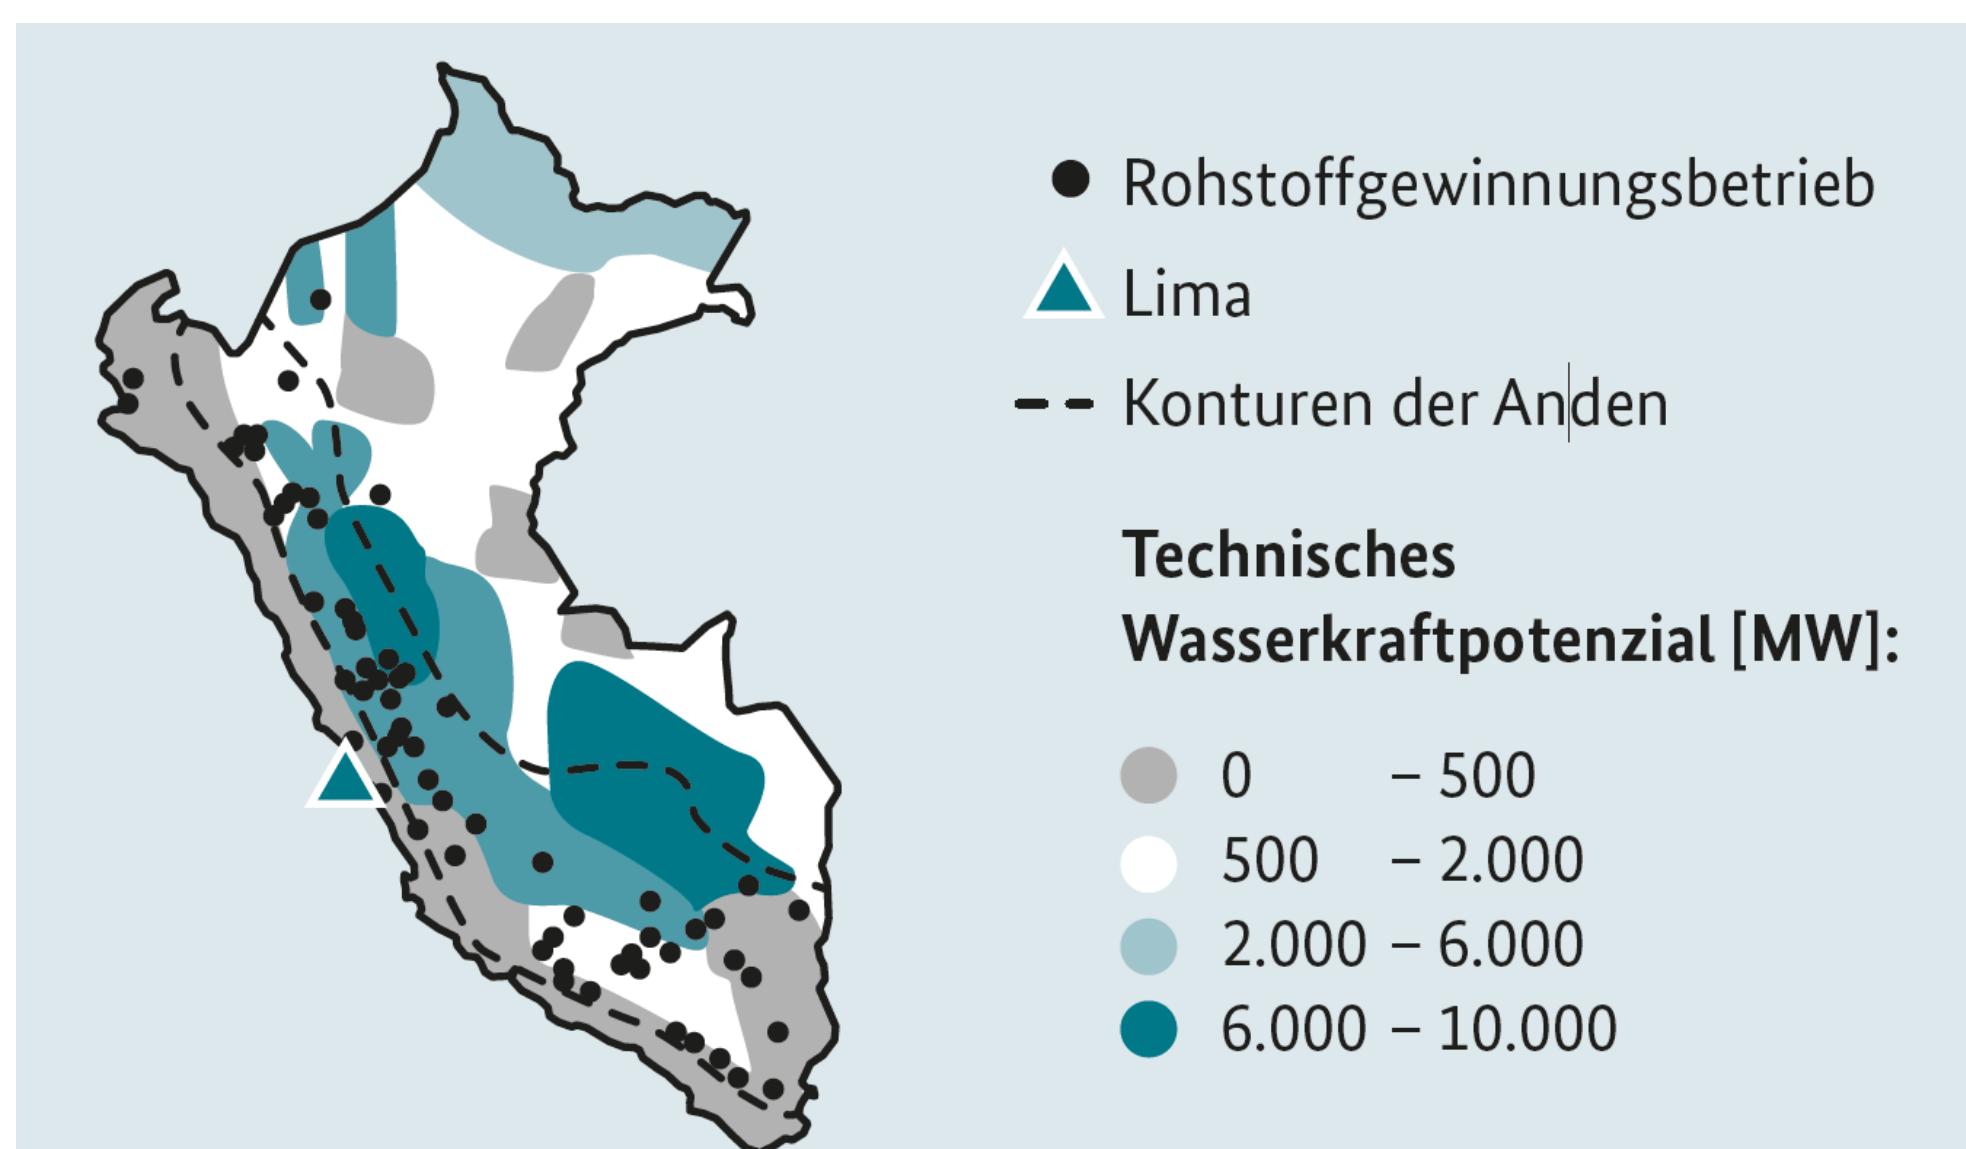 Rohstoffgewinnungsbetrieb
Lima
Konturen der Anden
Technisches
Wasserkraftpotenzial [MW]:
0 – 500
500 – 2.000
2.000 – 6.000
6.000 – 10.000